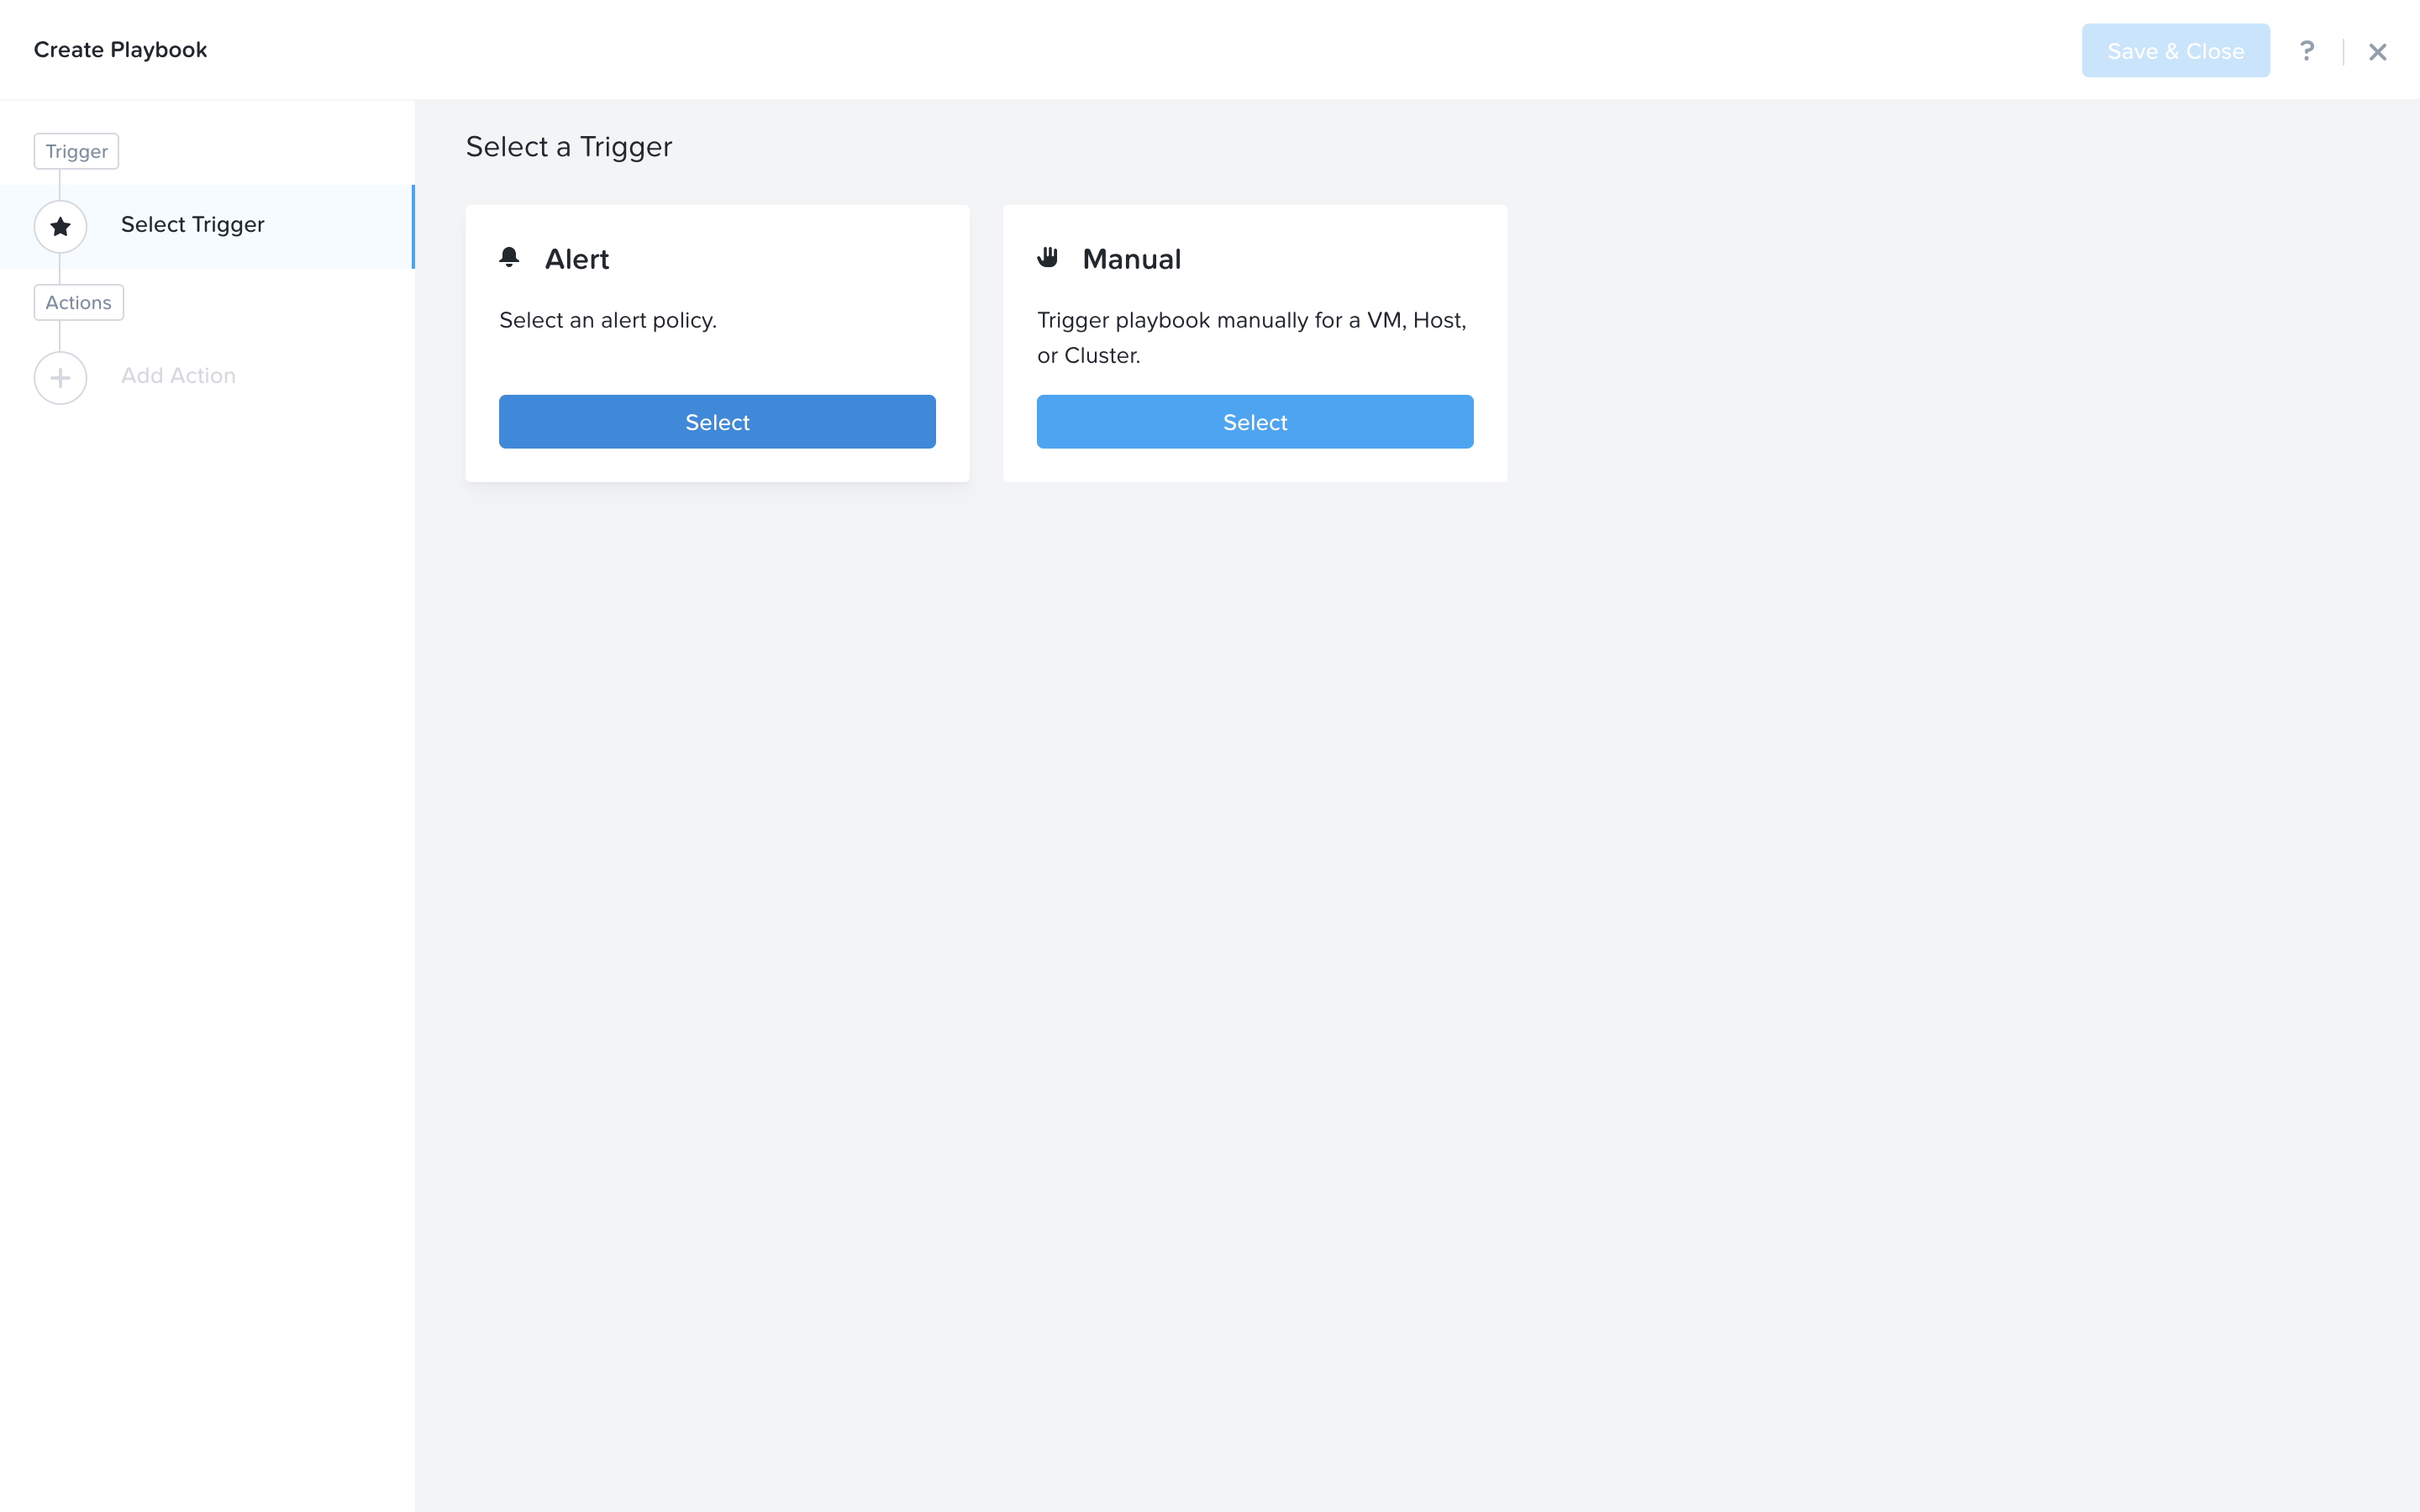 Create Playbook
Save & Close
?
Trigger
Select Trigger
Actions
Add Action
Select a Trigger
Alert
Select an alert policy.
Select
Manual
Trigger playbook manually for a VM, Host,
or Cluster.
Select